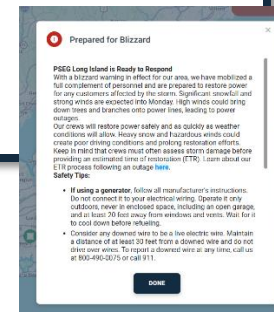 Prepared for Blizzard
PSEG Long Island is Ready to Respond
With a blizzard warning in effect for our area, we have mobilized a
full complement of personnel and are prepared to restore power
for any customers affected by the storm. Significant snowfall and
strong winds are expected into Monday. High winds could bring
down trees and branches onto power lines, leading to power
outages.
Our crews will restore power safely and as quickly as weather
conditions will allow. Heavy snow and hazardous winds could
create poor driving conditions and prolong restoration efforts.
Keep in mind that crews must often assess storm damage before
providing an estimated time of restoration (ETR). Learn about our
ETR process following an outage here.
Safety Tips:
• If using a generator, follow all manufacturer's instructions.
Do not connect it to your electrical wiring. Operate it only
outdoors, never in enclosed space, including an open garage,
and at least 20 feet away from windows and vents. Wait for it
to cool down before refueling.
• Consider any downed wire to be a live electric wire. Maintain
a distance of at least 30 feet from a downed wire and do not
drive over wires. To report a downed wire at any time, call us
at 800-490-0075 or call 911.
DONE